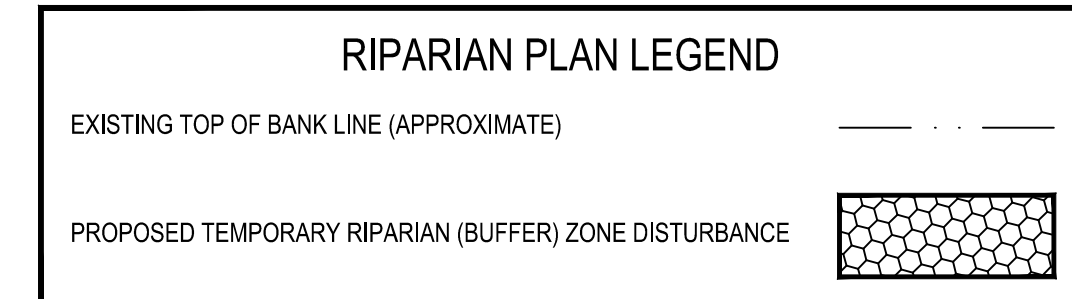 RIPARIAN PLAN LEGEND
EXISTING TOP OF BANK LINE (APPROXIMATE)
PROPOSED TEMPORARY RIPARIAN (BUFFER) ZONE DISTURBANCE